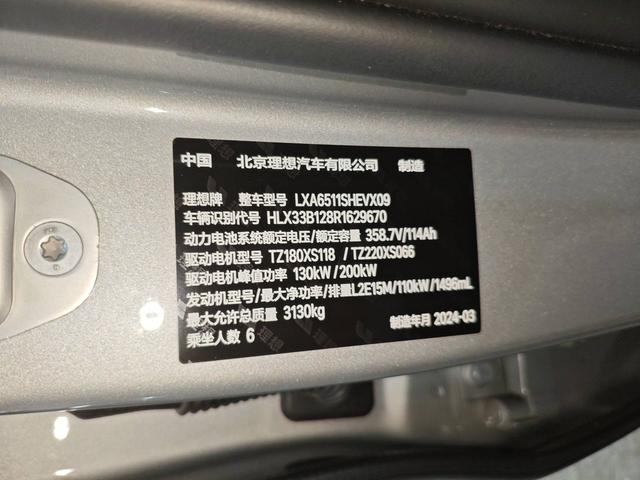 中国 北京理想汽车有限公司 制造
理想牌 整车型号 LXA6511SHEVX09
车辆识别代号 HLX33B128R1629670
动力电池系统额定电压/额定容量 358.7V/114Ah
驱动电机型号 TZ180XS118 / TZ220XS066
驱动电机峰值功率 130kW/200kW
发动机型号/最大净功率/排量L2E15M/110kW/1496mL
最大允许总质量 3130kg
乘坐人数 6 制造年月 2024-03